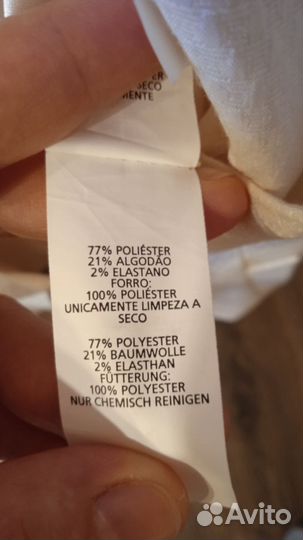 SECO
77% POLIÉSTER
21% ALGODÃO
2% ELASTANO
FORRO:
100% POLIÉSTER
UNICAMENTE LIMPEZA A
SECO
77% POLYESTER
21% BAUMWOLLE
2% ELASTHAN
FÜTTERUNG:
100% POLYESTER
NUR CHEMISCH REINIGEN
Avito